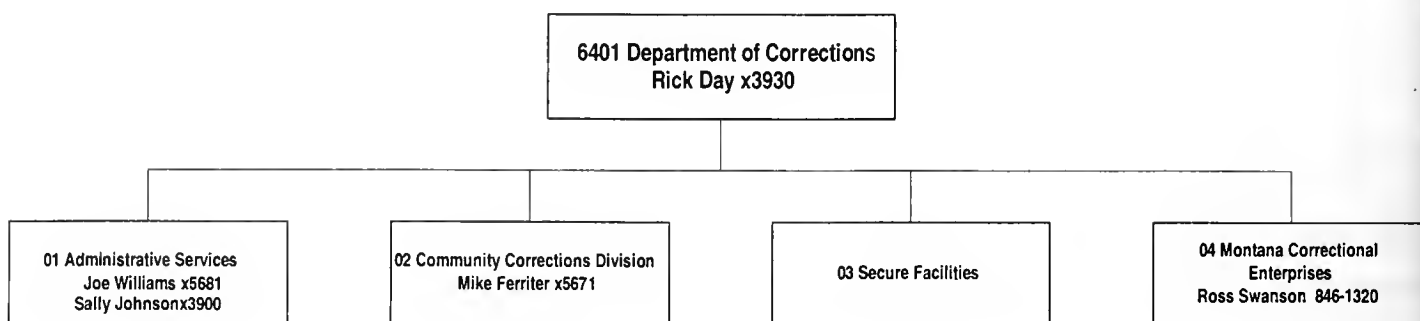 6401 Department of Corrections
Rick Day x3930
01 Administrative Services
Joe Williams x5681
Sally Johnsonx3900
02 Community Corrections Division
Mike Ferriter x5671
03 Secure Facilities
04 Montana Correctional
Enterprises
Ross Swanson 846-1320